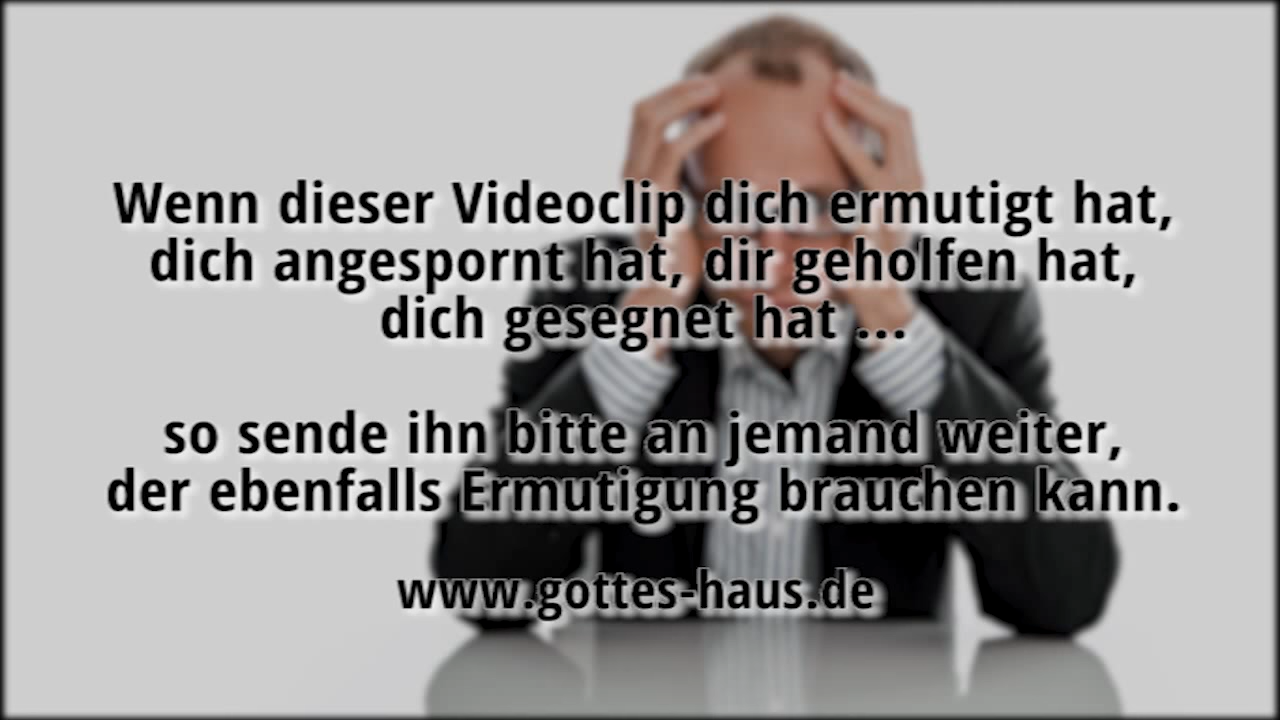 Wenn dieser Videoclip dich ermutigt hat,
dich angespornt hat, dir geholfen hat,
dich gesegnet hat ...
so sende ihn bitte an jemand weiter,
der ebenfalls Ermutigung brauchen kann.
www.gottes-haus.de